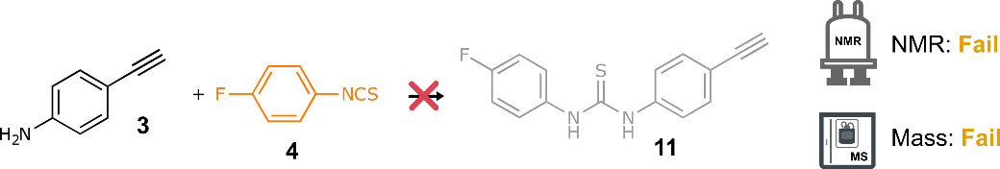 H₂N
3
+
F
NCS
4
F
S
N
H
N
H
11
NMR
NMR: Fail
MS
Mass: Fail